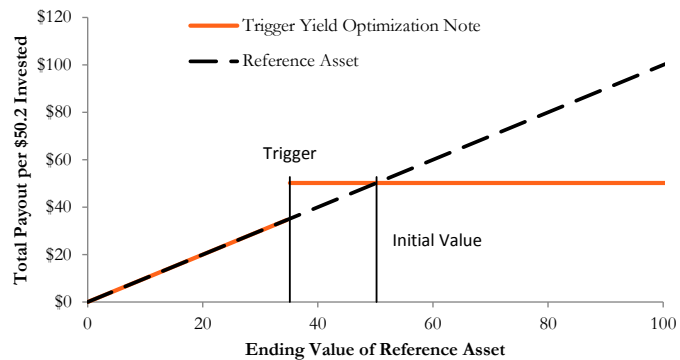 $120
Trigger Yield Optimization Note
$100
Reference Asset
$80
$60
Trigger
$40
Initial Value
$20
$0
0 20 40 60 80 100
Total Payout per $50.2 Invested
Ending Value of Reference Asset